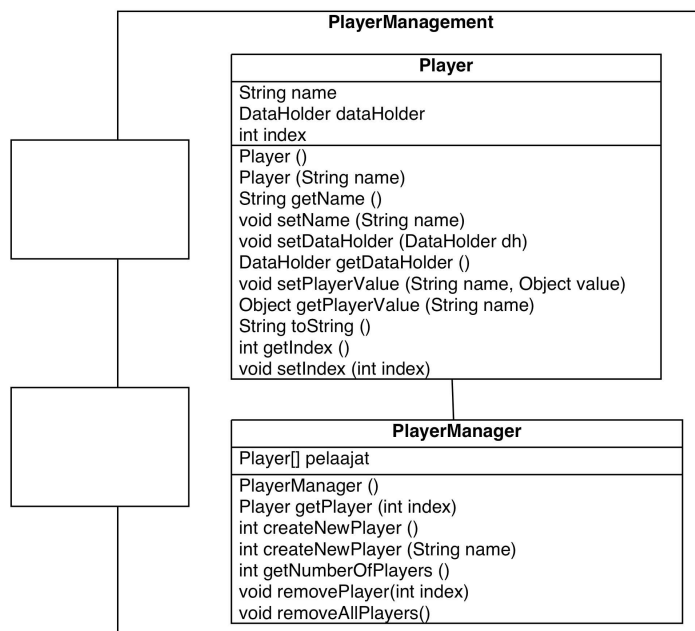 PlayerManagement
Player
String name
DataHolder dataHolder
int index
Player ()
Player (String name)
String getName ()
void setName (String name)
void setDataHolder (DataHolder dh)
DataHolder getDataHolder ()
void setPlayerValue (String name, Object value)
Object getPlayerValue (String name)
String toString ()
int getIndex ()
void setIndex (int index)
PlayerManager
Player[] pelaajat
PlayerManager ()
Player getPlayer (int index)
int createNewPlayer ()
int createNewPlayer (String name)
int getNumberOfPlayers ()
void removePlayer(int index)
void removeAllPlayers()